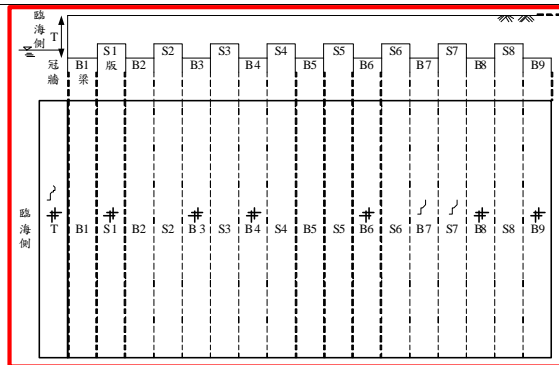 臨海側 T
S1 S2 S3 S4 S5 S6 S7 S8
冠牆 B1 版 B2 B3 B4 B5 B6 B7 B8 B9
梁
臨海側
T B1 S1 B2 S2 B3 S3 B4 S4 B5 S5 B6 S6 B7 S7 B8 S8 B9